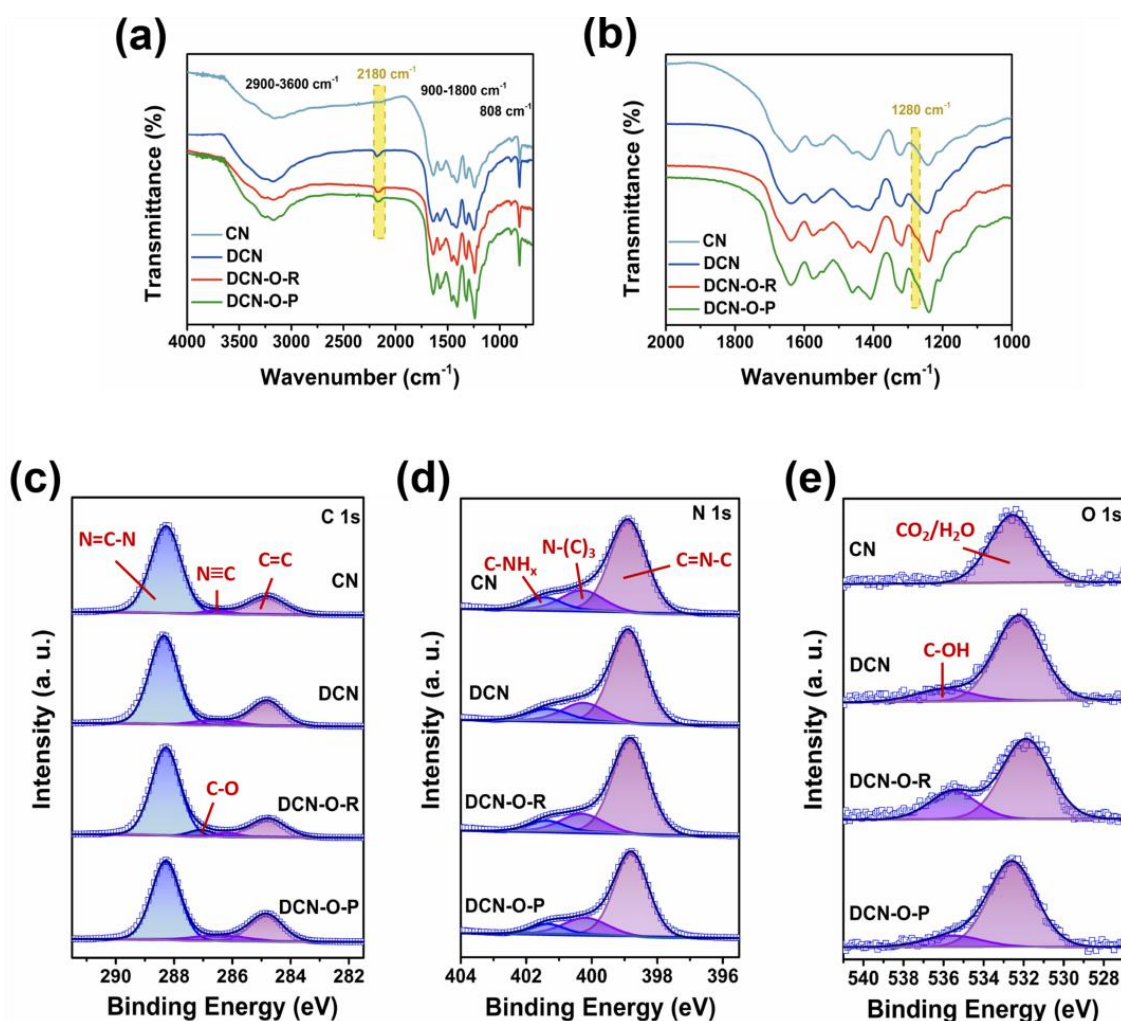 (a)
2900-3600 cm⁻¹
2180 cm⁻¹
900-1800 cm⁻¹
808 cm⁻¹
CN
DCN
DCN-O-R
DCN-O-P
Transmittance (%)
4000 3500 3000 2500 2000 1500 1000
Wavenumber (cm⁻¹)
(b)
1280 cm⁻¹
CN
DCN
DCN-O-R
DCN-O-P
Transmittance (%)
2000 1800 1600 1400 1200 1000
Wavenumber (cm⁻¹)
(c)
C 1s
N=C-N
N≡C
C=C
CN
DCN
C-O
DCN-O-R
DCN-O-P
Intensity (a. u.)
290 288 286 284 282
Binding Energy (eV)
(d)
N 1s
C-NHₓ
N-(C)₃
C=N-C
CN
DCN
DCN-O-R
DCN-O-P
Intensity (a. u.)
404 402 400 398 396
Binding Energy (eV)
(e)
O 1s
CO₂/H₂O
CN
C-OH
DCN
DCN-O-R
DCN-O-P
Intensity (a. u.)
540 538 536 534 532 530 528
Binding Energy (eV)